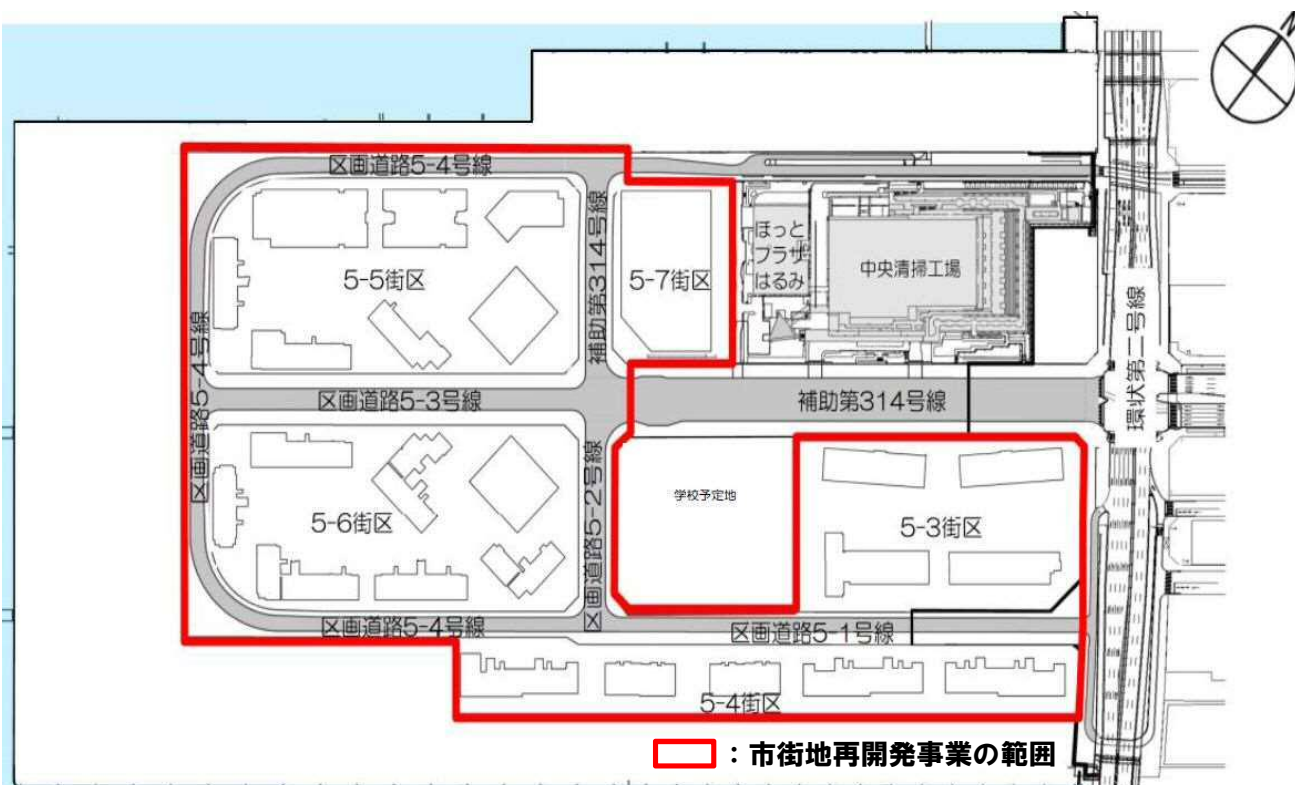 N
区画道路5-4号線
補助第314号線
ほっと
プラザ
はるみ
中央清掃工場
5-5街区
5-7街区
環状第二号線
区画道路5-4号線
区画道路5-3号線
補助第314号線
学校予定地
5-6街区
区画道路5-2号線
5-3街区
区画道路5-4号線
区画道路5-1号線
5-4街区
：市街地再開発事業の範囲